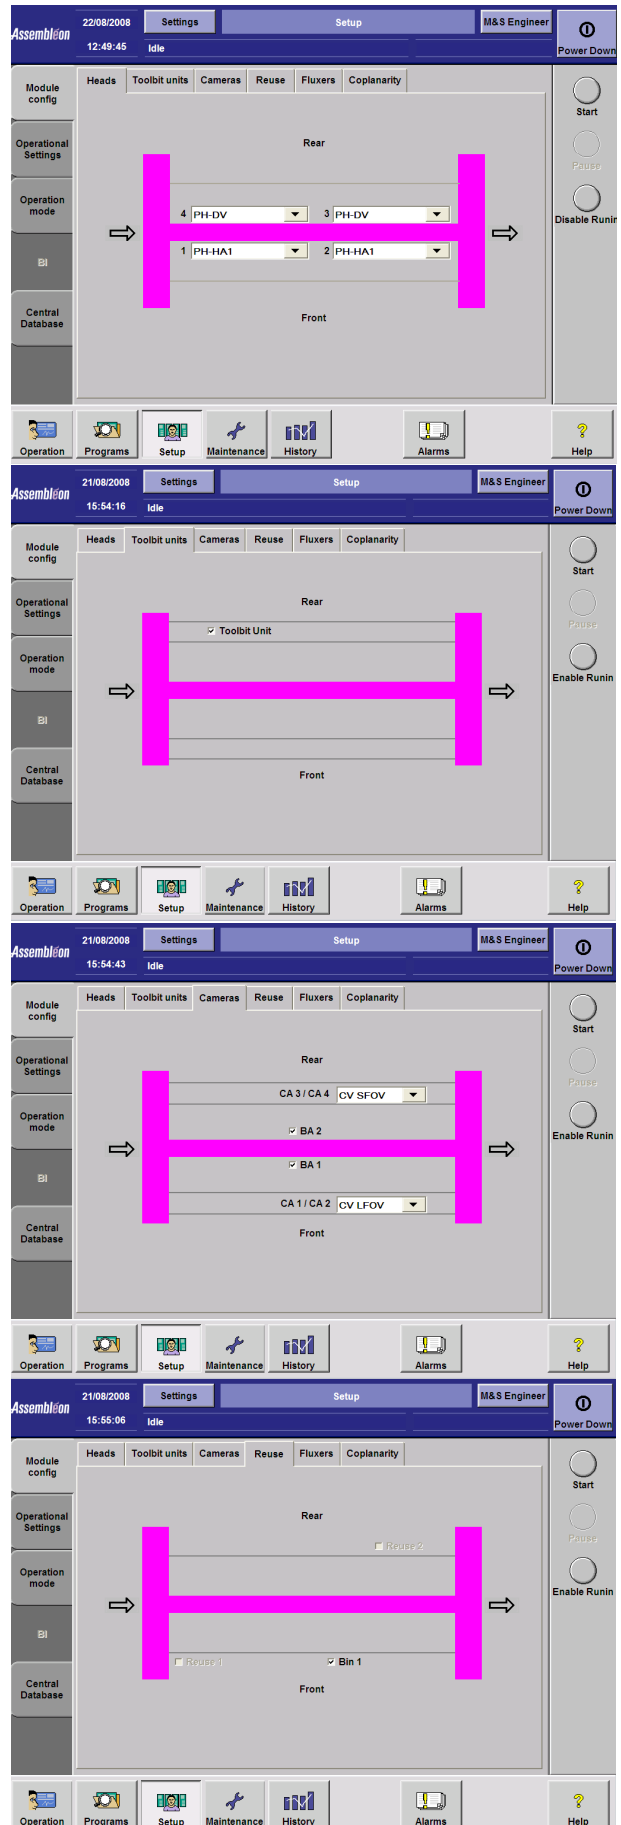 Assembléon
22/08/2008
Settings
Setup
M&S Engineer
12:49:45
Idle
Power Down
Module
config
Heads
Toolbit units
Cameras
Reuse
Fluxers
Coplanarity
Start
Operational
Settings
Rear
Pause
Operation
mode
4 PH-DV
3 PH-DV
Disable Runin
1 PH-HA1
2 PH-HA1
BI
Central
Database
Front
Operation
Programs
Setup
Maintenance
History
Alarms
Help
Assembléon
21/08/2008
Settings
Setup
M&S Engineer
15:54:16
Idle
Power Down
Module
config
Heads
Toolbit units
Cameras
Reuse
Fluxers
Coplanarity
Start
Operational
Settings
Rear
Pause
Toolbit Unit
Operation
mode
Enable Runin
BI
Central
Database
Front
Operation
Programs
Setup
Maintenance
History
Alarms
Help
Assembléon
21/08/2008
Settings
Setup
M&S Engineer
15:54:43
Idle
Power Down
Module
config
Heads
Toolbit units
Cameras
Reuse
Fluxers
Coplanarity
Start
Operational
Settings
Rear
Pause
CA 3 / CA 4 CV SFOV
Operation
mode
BA 2
Enable Runin
BA 1
BI
CA 1 / CA 2 CV LFOV
Central
Database
Front
Operation
Programs
Setup
Maintenance
History
Alarms
Help
Assembléon
21/08/2008
Settings
Setup
M&S Engineer
15:55:06
Idle
Power Down
Module
config
Heads
Toolbit units
Cameras
Reuse
Fluxers
Coplanarity
Start
Operational
Settings
Rear
Pause
Reuse 2
Operation
mode
Enable Runin
BI
Reuse 1
Bin 1
Central
Database
Front
Operation
Programs
Setup
Maintenance
History
Alarms
Help